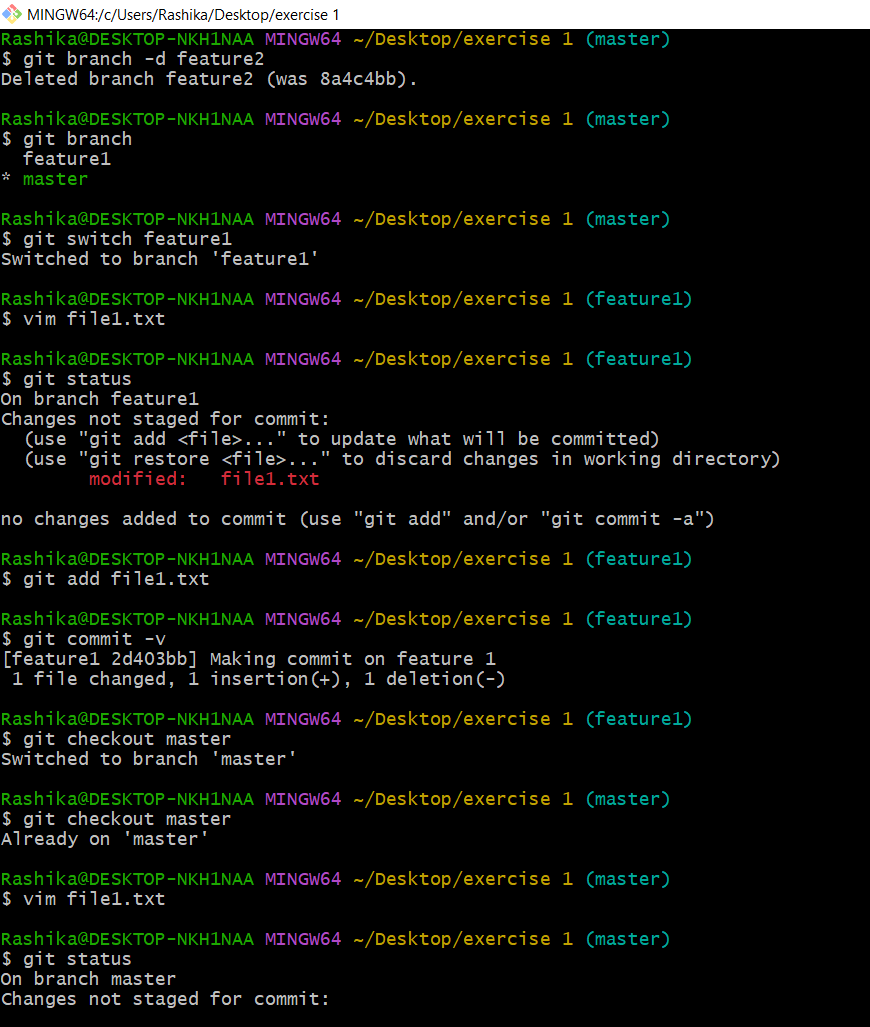 MINGW64:/c/Users/Rashika/Desktop/exercise 1
Rashika@DESKTOP-NKH1NAA MINGW64 ~/Desktop/exercise 1 (master)
$ git branch -d feature2
Deleted branch feature2 (was 8a4c4bb).

Rashika@DESKTOP-NKH1NAA MINGW64 ~/Desktop/exercise 1 (master)
$ git branch
  feature1
* master

Rashika@DESKTOP-NKH1NAA MINGW64 ~/Desktop/exercise 1 (master)
$ git switch feature1
Switched to branch 'feature1'

Rashika@DESKTOP-NKH1NAA MINGW64 ~/Desktop/exercise 1 (feature1)
$ vim file1.txt

Rashika@DESKTOP-NKH1NAA MINGW64 ~/Desktop/exercise 1 (feature1)
$ git status
On branch feature1
Changes not staged for commit:
  (use "git add <file>..." to update what will be committed)
  (use "git restore <file>..." to discard changes in working directory)
        modified:   file1.txt

no changes added to commit (use "git add" and/or "git commit -a")

Rashika@DESKTOP-NKH1NAA MINGW64 ~/Desktop/exercise 1 (feature1)
$ git add file1.txt

Rashika@DESKTOP-NKH1NAA MINGW64 ~/Desktop/exercise 1 (feature1)
$ git commit -v
[feature1 2d403bb] Making commit on feature 1
 1 file changed, 1 insertion(+), 1 deletion(-)

Rashika@DESKTOP-NKH1NAA MINGW64 ~/Desktop/exercise 1 (feature1)
$ git checkout master
Switched to branch 'master'

Rashika@DESKTOP-NKH1NAA MINGW64 ~/Desktop/exercise 1 (master)
$ git checkout master
Already on 'master'

Rashika@DESKTOP-NKH1NAA MINGW64 ~/Desktop/exercise 1 (master)
$ vim file1.txt

Rashika@DESKTOP-NKH1NAA MINGW64 ~/Desktop/exercise 1 (master)
$ git status
On branch master
Changes not staged for commit: